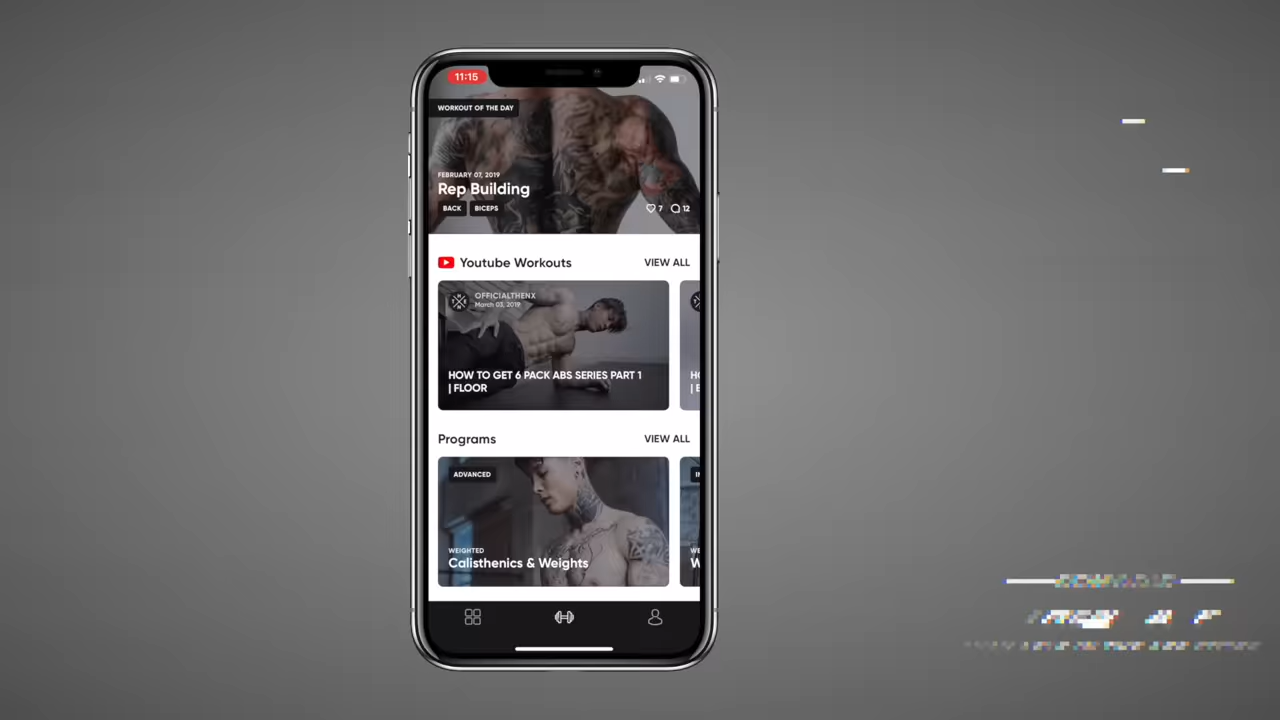 11:15
WORKOUT OF THE DAY
FEBRUARY 07, 2019
Rep Building
BACK BICEPS 7 12
Youtube Workouts VIEW ALL
OFFICIALTHENX
March 03, 2019
HOW TO GET 6 PACK ABS SERIES PART 1
| FLOOR
Programs VIEW ALL
ADVANCED
WEIGHTED
Calisthenics & Weights